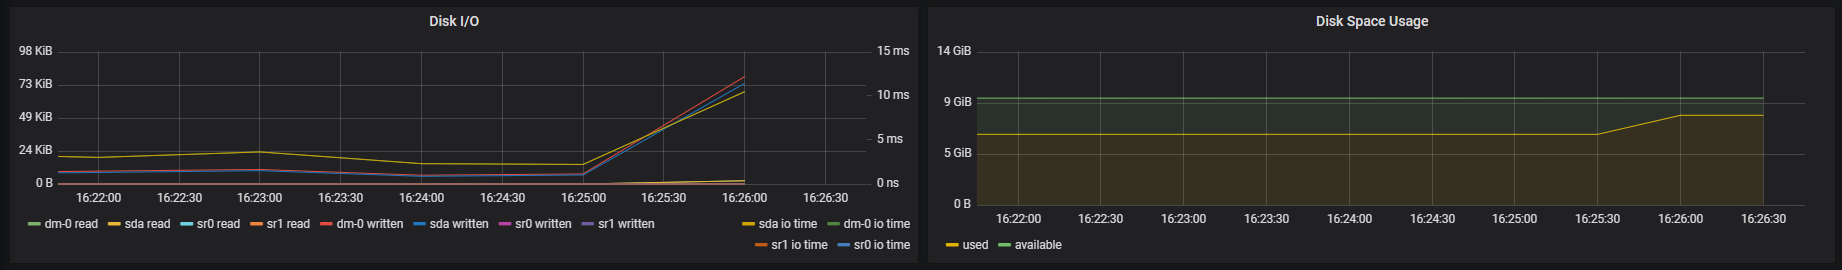 Disk I/O
98 KiB
73 KiB
49 KiB
24 KiB
0 B
15 ms
10 ms
5 ms
0 ns
16:22:00 16:22:30 16:23:00 16:23:30 16:24:00 16:24:30 16:25:00 16:25:30 16:26:00 16:26:30
dm-0 read sda read sr0 read sr1 read dm-0 written sda written sr0 written sr1 written
sda io time dm-0 io time
sr1 io time sr0 io time
Disk Space Usage
14 GiB
9 GiB
5 GiB
0 B
16:22:00 16:22:30 16:23:00 16:23:30 16:24:00 16:24:30 16:25:00 16:25:30 16:26:00 16:26:30
used available